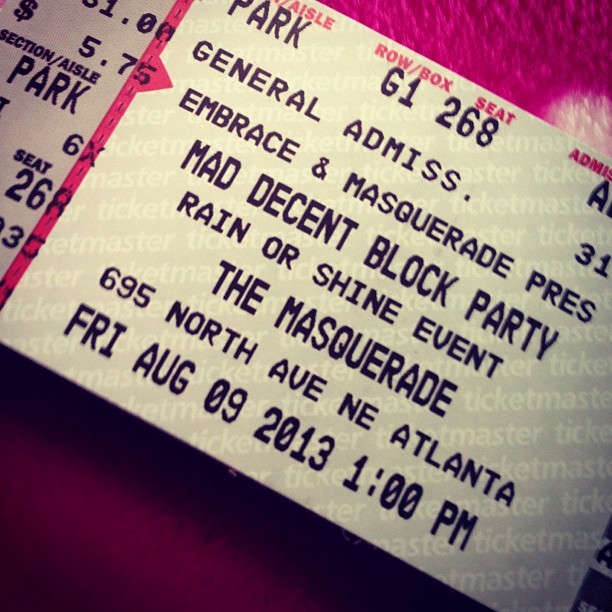 31.00
$ 5.75
SECTION/AISLE
PARK
6X
SEAT
268
PARK
ROW/BOX SEAT
G1 268
GENERAL ADMISS.
EMBRACE & MASQUERADE PRES
MAD DECENT BLOCK PARTY
RAIN OR SHINE EVENT
THE MASQUERADE
695 NORTH AVE NE ATLANTA
FRI AUG 09 2013 1:00 PM
31
ticketmaster